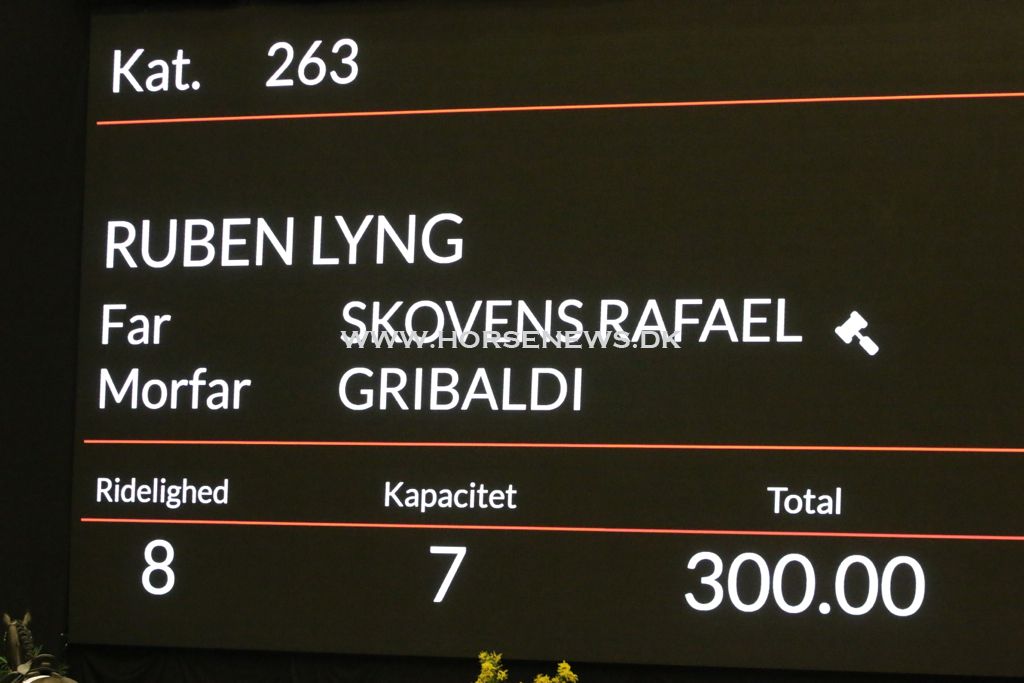 Kat. 263
RUBEN LYNG
Far SKOVENS RAFAEL
WWW.HORSENEWS.DK
Morfar GRIBALDI
Ridelighed Kapacitet Total
8 7 300.00